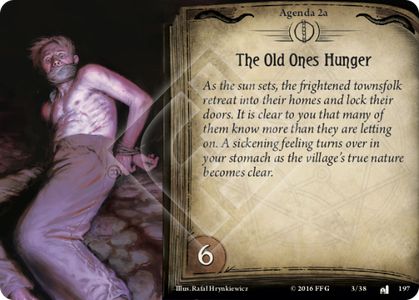 Agenda 2a
The Old Ones Hunger
As the sun sets, the frightened townsfolk
retreat into their homes and lock their
doors. It is clear to you that many of
them know more than they are letting
on. A sickening feeling turns over in
your stomach as the village's true nature
becomes clear.
6
Illus. Rafał Hrynkiewicz © 2016 FFG 3/38 197